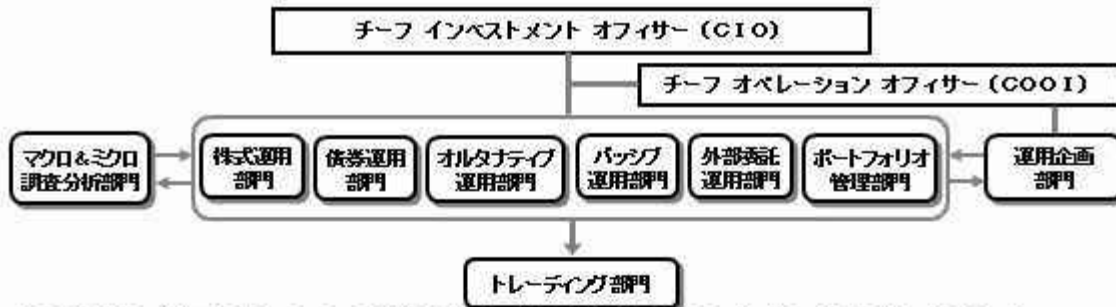 チーフ インベストメント オフィサー (CIO)
チーフ オペレーション オフィサー (COOI)
マクロ&ミクロ
調査分析部門
株式運用
部門
債券運用
部門
オルタナティブ
運用部門
パッシブ
運用部門
外部委託
運用部門
ポートフォリオ
管理部門
運用企画
部門
トレーディング部門